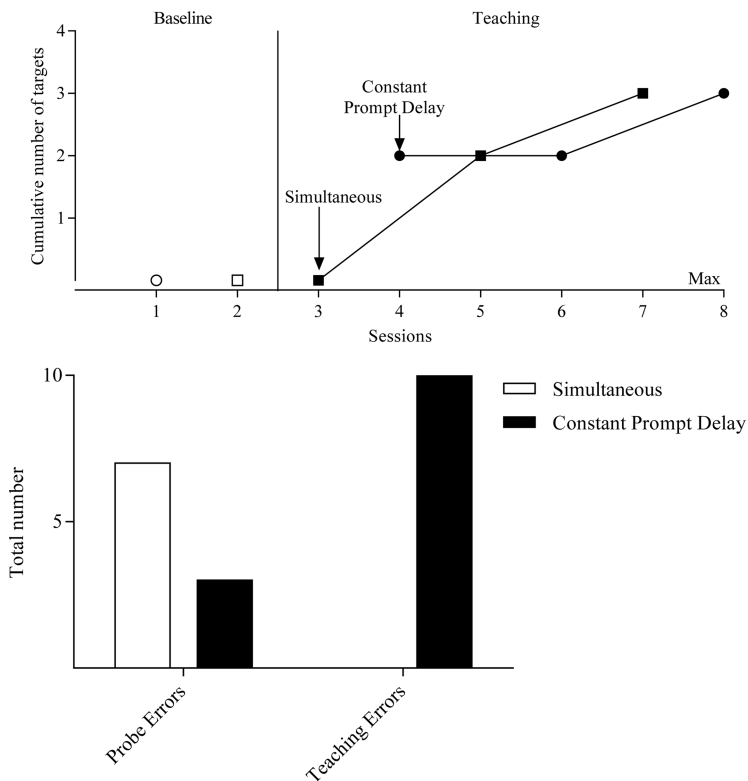 Baseline
Teaching
Cumulative number of targets
4
3
2
1
Constant
Prompt Delay
Simultaneous
Max
1
2
3
4
5
6
7
8
Sessions
Total number
10
5
Simultaneous
Constant Prompt Delay
Probe Errors
Teaching Errors